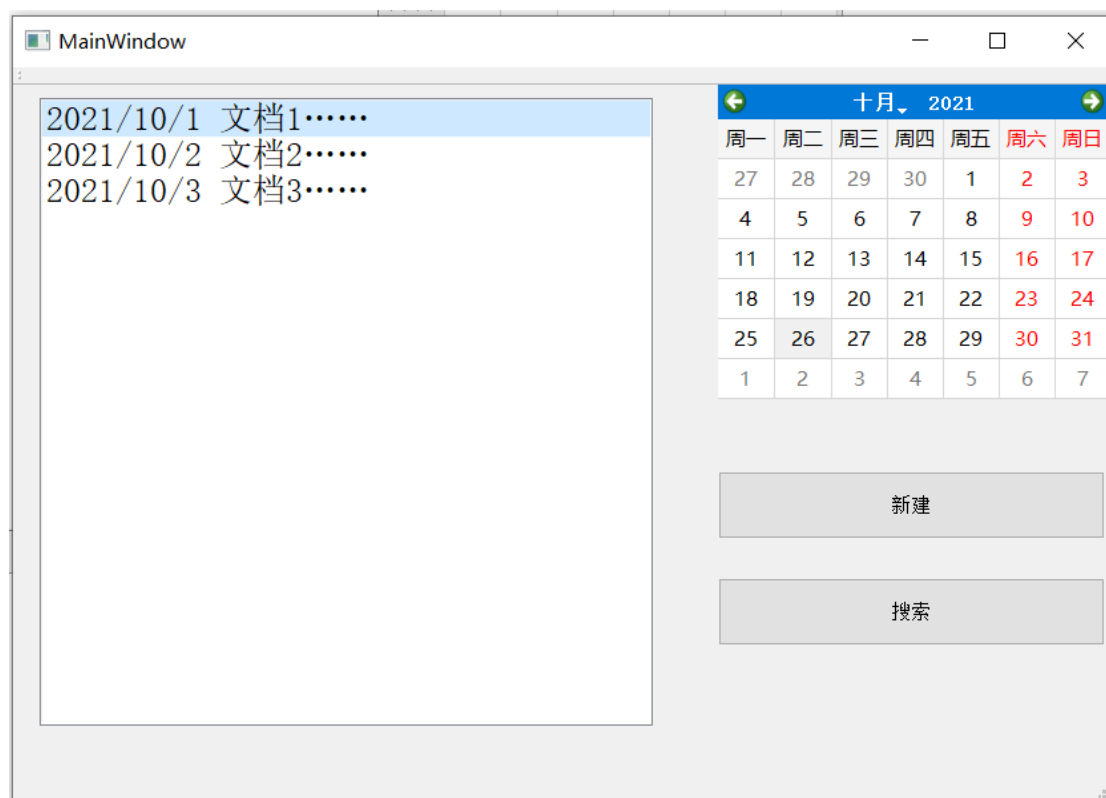 MainWindow
2021/10/1 文档1······
2021/10/2 文档2······
2021/10/3 文档3······
十月 2021
周一 周二 周三 周四 周五 周六 周日
27 28 29 30 1 2 3
4 5 6 7 8 9 10
11 12 13 14 15 16 17
18 19 20 21 22 23 24
25 26 27 28 29 30 31
1 2 3 4 5 6 7
新建
搜索